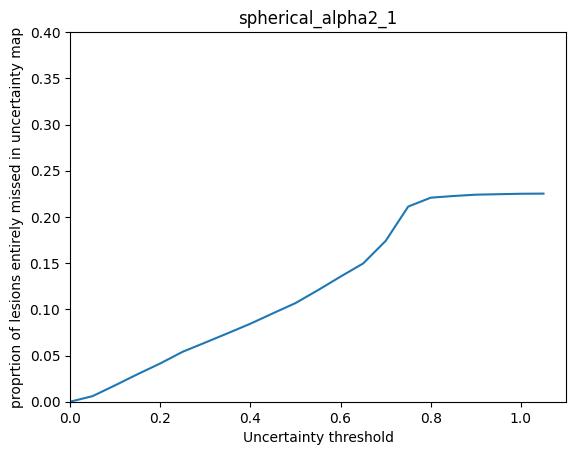 spherical_alpha2_1
proprtion of lesions entirely missed in uncertainty map
0.40
0.35
0.30
0.25
0.20
0.15
0.10
0.05
0.00
0.0 0.2 0.4 0.6 0.8 1.0
Uncertainty threshold